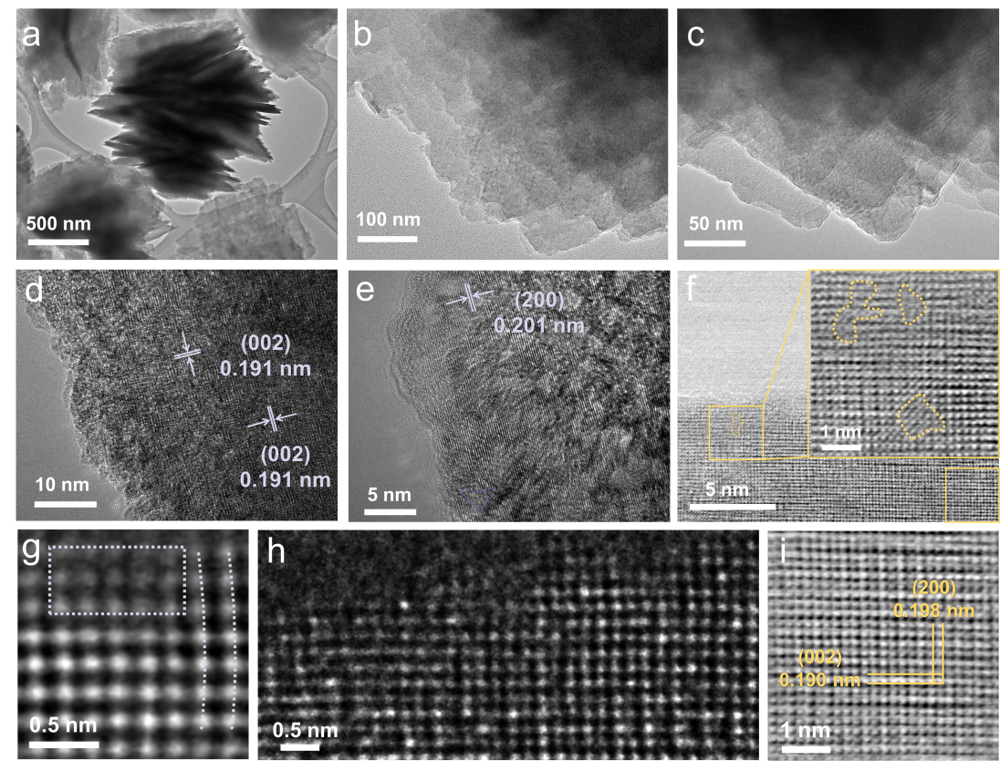 a
500 nm
b
100 nm
c
50 nm
d
(002)
0.191 nm
(002)
0.191 nm
10 nm
e
(200)
0.201 nm
5 nm
f
1 nm
5 nm
g
0.5 nm
h
0.5 nm
i
(200)
0.198 nm
(002)
0.190 nm
1 nm